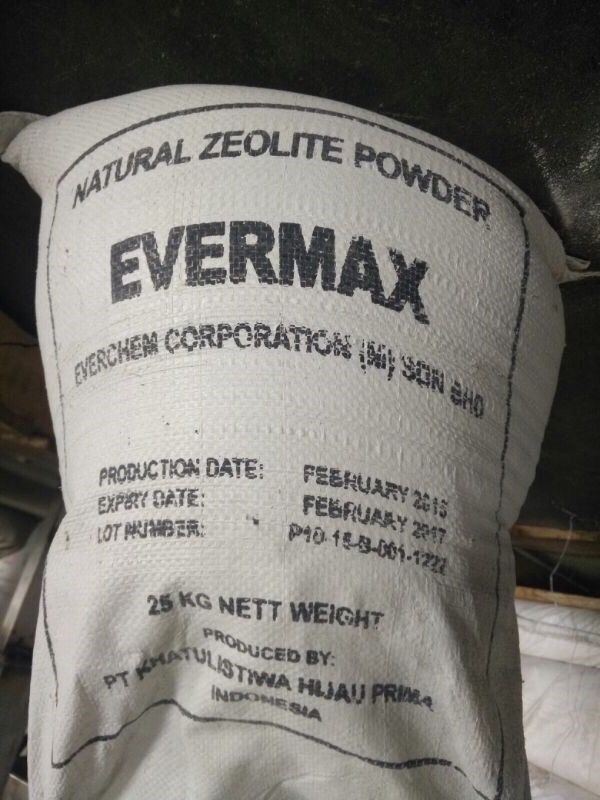 NATURAL ZEOLITE POWDER
EVERMAX
EVERCHEM CORPORATION (M) SDN BHD
PRODUCTION DATE: FEBRUARY 2015
EXPIRY DATE: FEBRUARY 2017
LOT NUMBER: P10-15-B-001-1222
25 KG NETT WEIGHT
PRODUCED BY:
PT KHATULISTIWA HIJAU PRIMA
INDONESIA